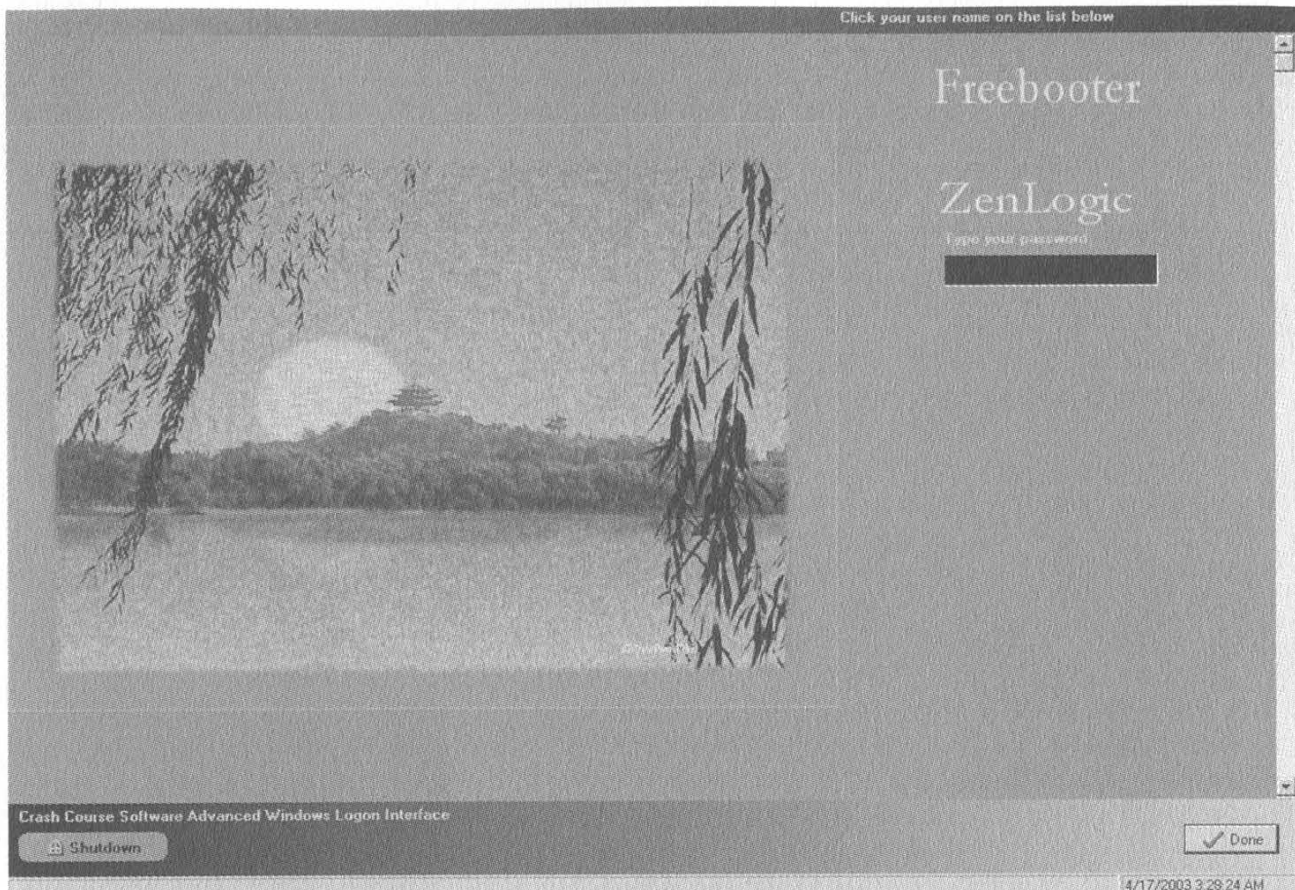 Click your user name on the list below
Freebooter
ZenLogic
Type your password
Crash Course Software Advanced Windows Logon Interface
Shutdown
Done
4/17/2003 3:29:24 AM